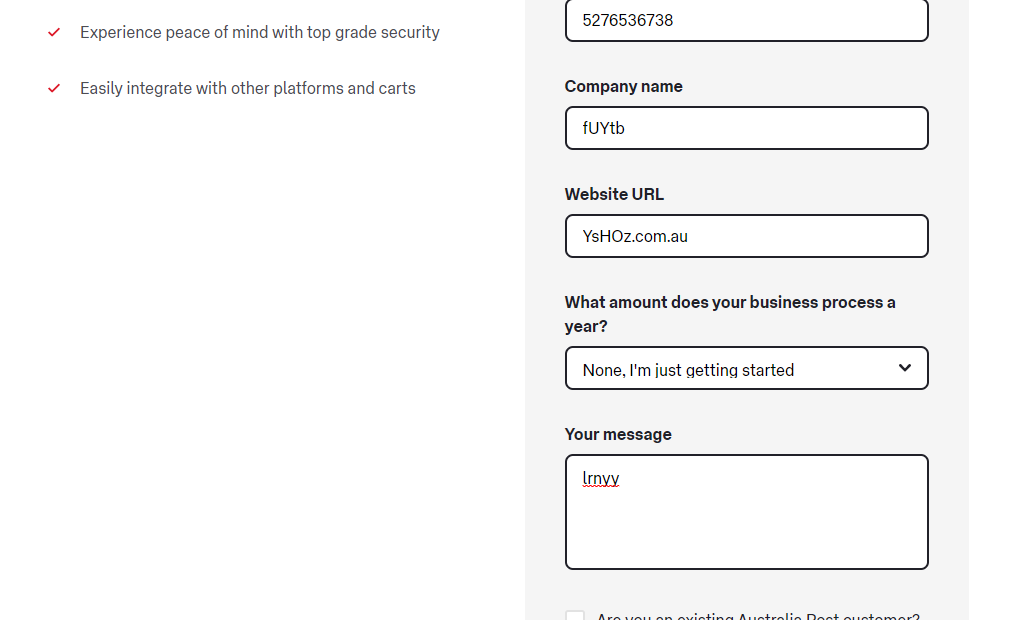 Experience peace of mind with top grade security
Easily integrate with other platforms and carts
5276536738
Company name
fUYtb
Website URL
YsHOz.com.au
What amount does your business process a
year?
None, I'm just getting started
Your message
lrnyy
Are you an existing Australia Post customer?